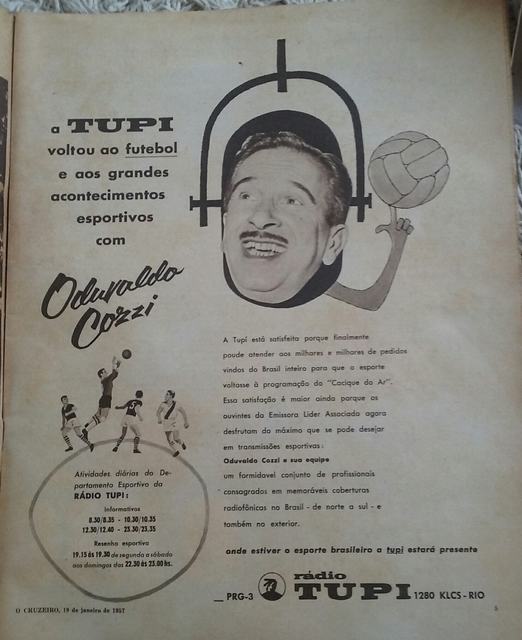 a TUPI
voltou ao futebol
e aos grandes
acontecimentos
esportivos
com
Oduvaldo
Cozzi
A Tupi está satisfeita porque finalmente
poude atender aos milhares e milhares de pedidos
vindos do Brasil inteiro para que o esporte
voltasse à programação do "Cacique do Ar".
Essa satisfação é maior ainda porque os
ouvintes da Emissora Lider Associada agora
desfrutam do máximo que se pode desejar
em transmissões esportivas:
Oduvaldo Cozzi e sua equipe
um formidavel conjunto de profissionais
consagrados em memoráveis coberturas
radiofônicas no Brasil - de norte a sul - e
também no exterior.
Atividades diárias do De-
partamento Esportivo da
RÁDIO TUPI:
Informativos
8.30/8.35 - 10.30/10.35
12.30/12.40 - 23.30/23.35
Resenha esportiva
19.15 às 19.30 de segunda a sábado
aos domingos das 22.30 às 23.00 hs.
onde estiver o esporte brasileiro a tupi estará presente
PRG-3 rádio TUPI 1280 KLCS - RIO
O CRUZEIRO, 19 de janeiro de 1957
5